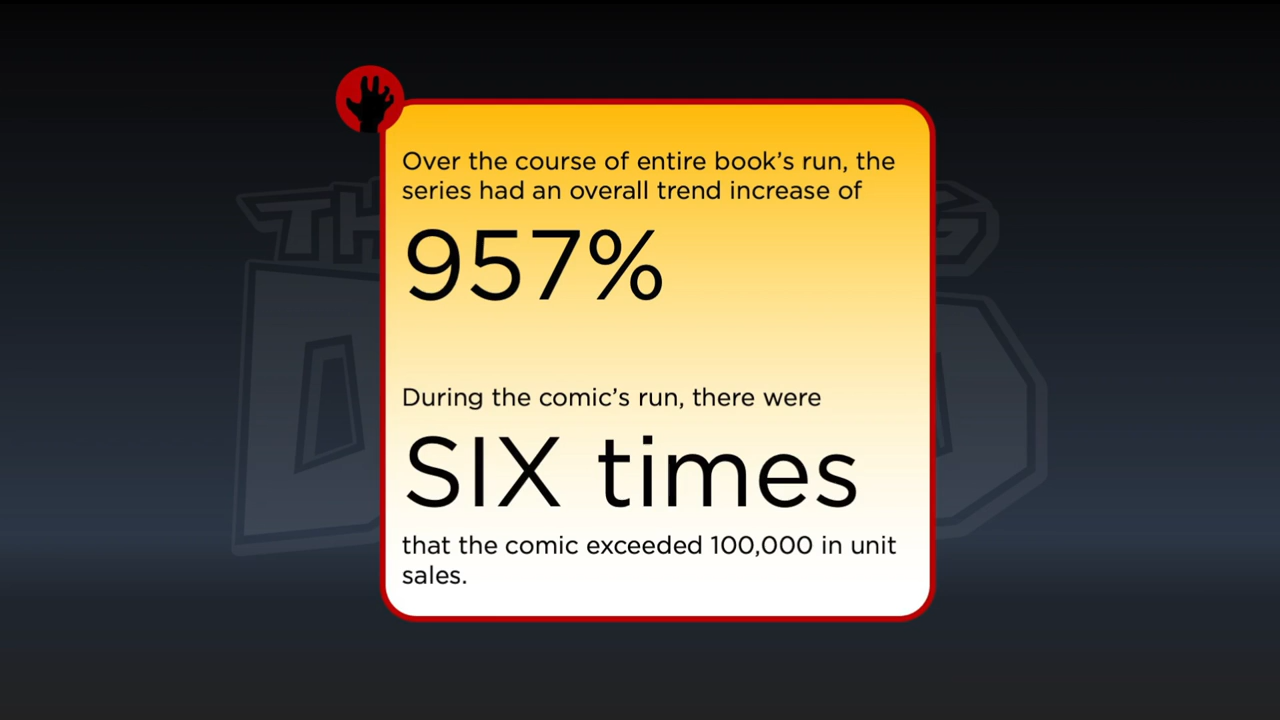 Over the course of entire book's run, the
series had an overall trend increase of
957%
During the comic's run, there were
SIX times
that the comic exceeded 100,000 in unit
sales.